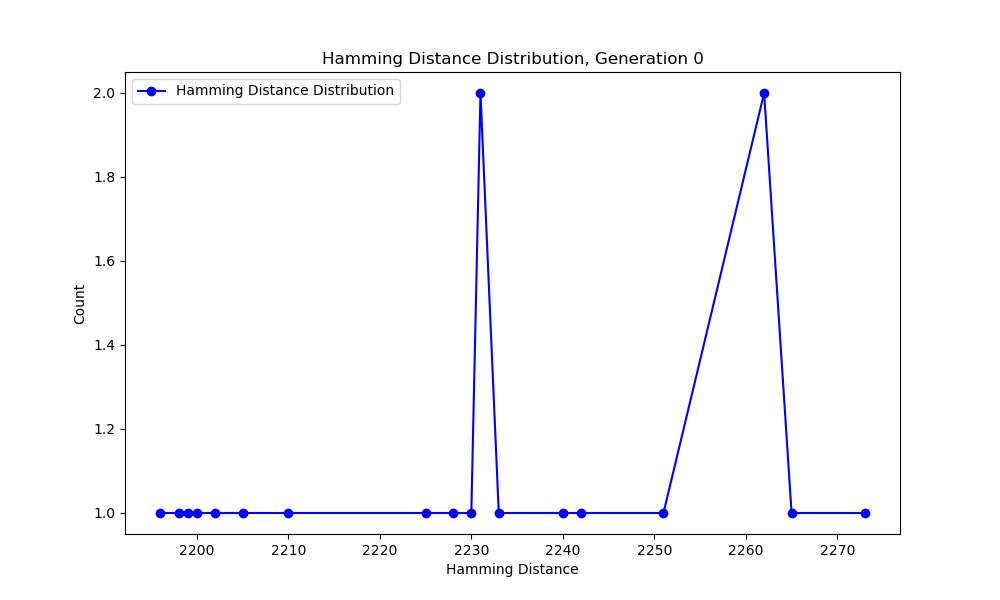 Hamming Distance Distribution, Generation 0
Hamming Distance Distribution
2.0
1.8
1.6
1.4
1.2
1.0
Count
2200 2210 2220 2230 2240 2250 2260 2270
Hamming Distance